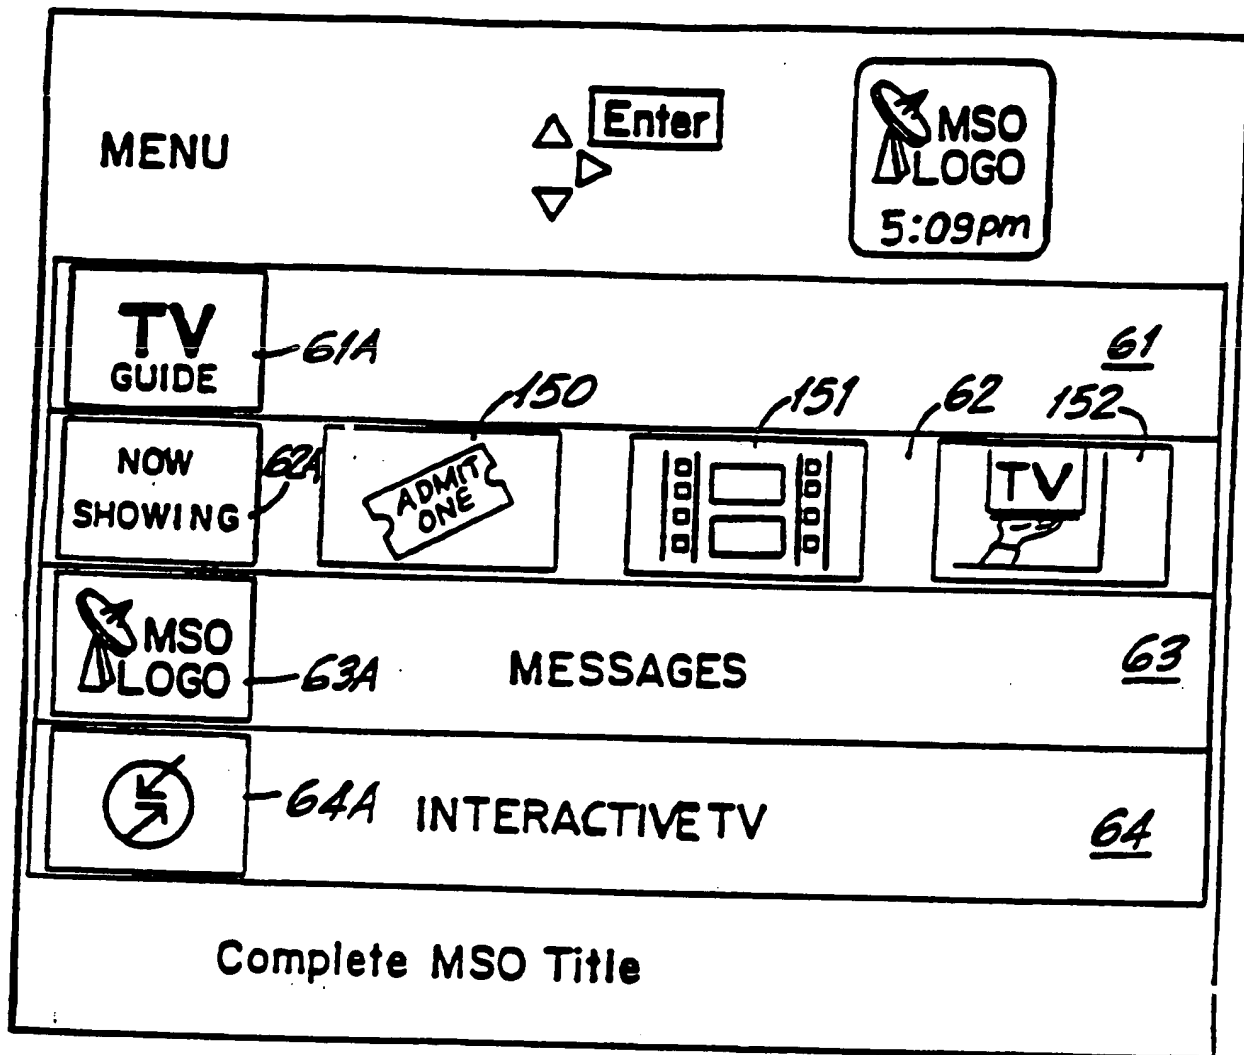 MENU
Enter
MSO
LOGO
5:09pm
TV
GUIDE
61A
61
150
151
62
152
NOW
SHOWING
62A
ADMIT
ONE
TV
MSO
LOGO
63A
MESSAGES
63
64A
INTERACTIVE TV
64
Complete MSO Title